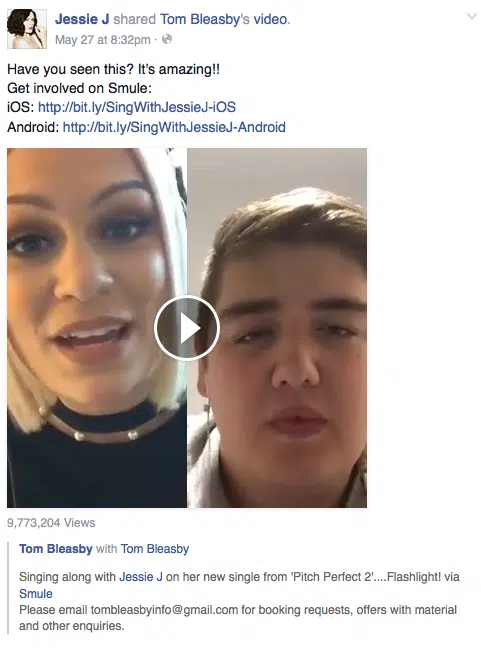 Jessie J shared Tom Bleasby's video.
May 27 at 8:32pm ·
Have you seen this? It's amazing!!
Get involved on Smule:
iOS: http://bit.ly/SingWithJessieJ-iOS
Android: http://bit.ly/SingWithJessieJ-Android
9,773,204 Views
Tom Bleasby with Tom Bleasby
Singing along with Jessie J on her new single from 'Pitch Perfect 2'....Flashlight! via
Smule
Please email tombleasbyinfo@gmail.com for booking requests, offers with material
and other enquiries.